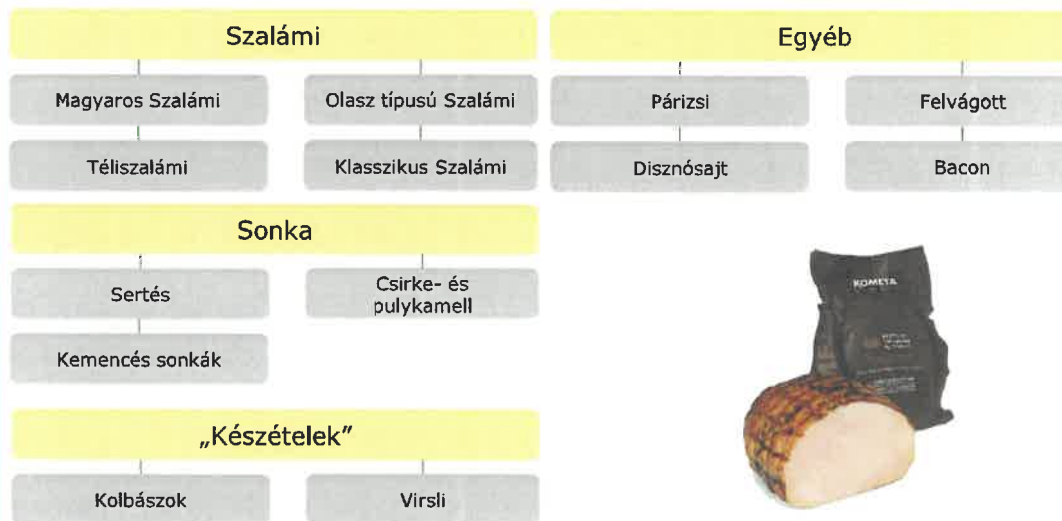 Szalámi
Magyaros Szalámi
Olasz típusú Szalámi
Téliszalámi
Klasszikus Szalámi
Sonka
Sertés
Csirke- és
pulykamell
Kemencés sonkák
„Készételek”
Kolbászok
Virsli
Egyéb
Párizsi
Felvágott
Disznósajt
Bacon
KOMETA